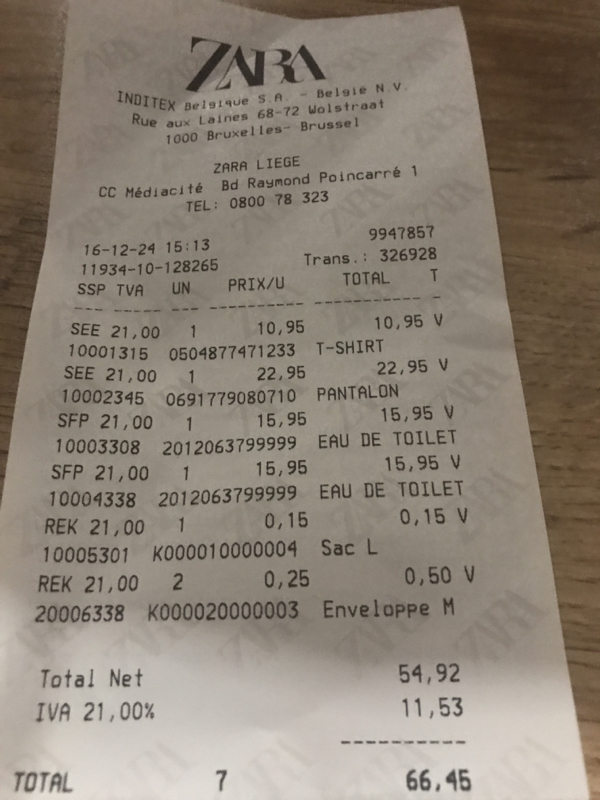 ZARA
INDITEX Belgique S.A. - Belgie N.V.
Rue aux Laines 68-72 Wolstraat
1000 Bruxelles- Brussel
ZARA LIEGE
CC Médiacité Bd Raymond Poincarré 1
TEL: 0800 78 323
16-12-24 15:13 9947857
11934-10-128265 Trans.: 326928
SSP TVA UN PRIX/U TOTAL T
--- --- --- ---------- ---------- -
SEE 21,00 1 10,95 10,95 V
10001315 0504877471233 T-SHIRT
SEE 21,00 1 22,95 22,95 V
10002345 0691779080710 PANTALON
SFP 21,00 1 15,95 15,95 V
10003308 2012063799999 EAU DE TOILET
SFP 21,00 1 15,95 15,95 V
10004338 2012063799999 EAU DE TOILET
REK 21,00 1 0,15 0,15 V
10005301 K000010000004 Sac L
REK 21,00 2 0,25 0,50 V
20006338 K000020000003 Enveloppe M
Total Net 54,92
IVA 21,00% 11,53
----------
TOTAL 7 66,45